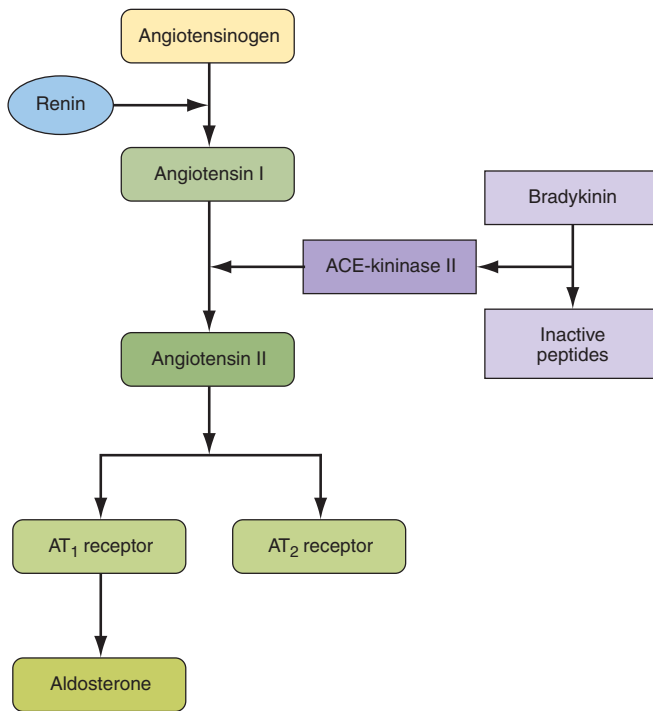 Angiotensinogen
Renin
Angiotensin I
Bradykinin
ACE-kininase II
Inactive
peptides
Angiotensin II
AT₁ receptor
AT₂ receptor
Aldosterone